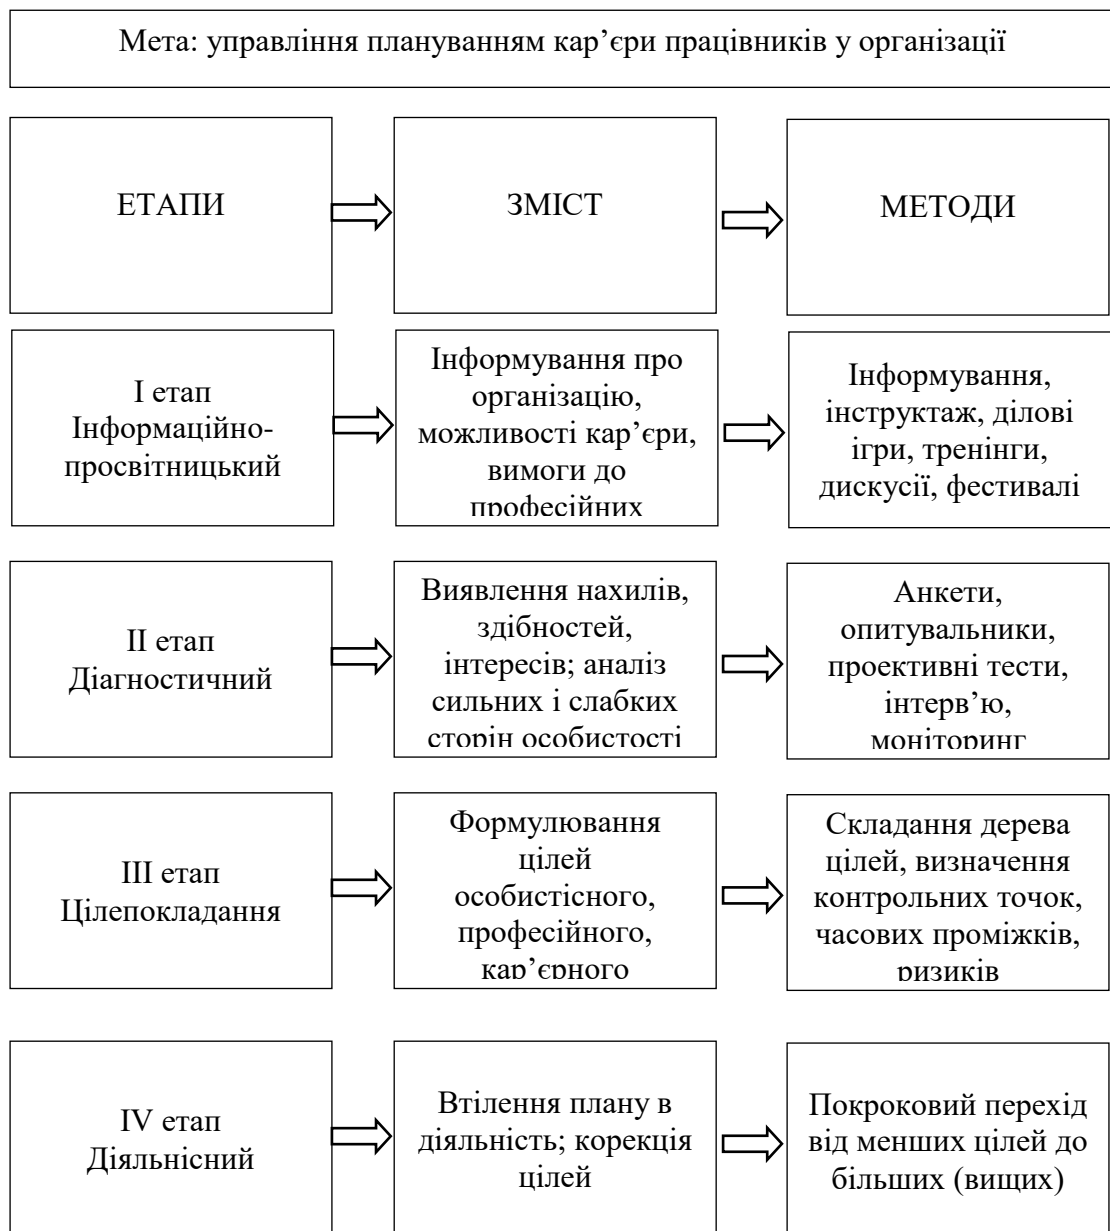 Мета: управління плануванням кар’єри працівників у організації
ЕТАПИ
ЗМІСТ
МЕТОДИ
І етап
Інформаційно-
просвітницький
Інформування про
організацію,
можливості кар’єри,
вимоги до
професійних
Інформування,
інструктаж, ділові
ігри, тренінги,
дискусії, фестивалі
ІІ етап
Діагностичний
Виявлення нахилів,
здібностей,
інтересів; аналіз
сильних і слабких
сторін особистості
Анкети,
опитувальники,
проективні тести,
інтерв’ю,
моніторинг
ІІІ етап
Цілепокладання
Формулювання
цілей
особистісного,
професійного,
кар’єрного
Складання дерева
цілей, визначення
контрольних точок,
часових проміжків,
ризиків
IV етап
Діяльнісний
Втілення плану в
діяльність; корекція
цілей
Покроковий перехід
від менших цілей до
більших (вищих)